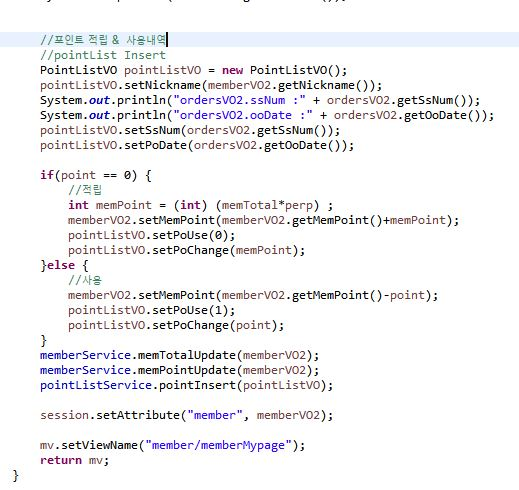 //포인트 적립 & 사용내역
//pointList Insert
PointListVO pointListVO = new PointListVO();
pointListVO.setNickname(memberVO2.getNickname());
System.out.println("ordersVO2.ssNum :" + ordersVO2.getSsNum());
System.out.println("ordersVO2.ooDate :" + ordersVO2.getOoDate());
pointListVO.setSsNum(ordersVO2.getSsNum());
pointListVO.setPoDate(ordersVO2.getOoDate());
if(point == 0) {
//적립
int memPoint = (int) (memTotal*perp) ;
memberVO2.setMemPoint(memberVO2.getMemPoint()+memPoint);
pointListVO.setPoUse(0);
pointListVO.setPoChange(memPoint);
}else {
//사용
memberVO2.setMemPoint(memberVO2.getMemPoint()-point);
pointListVO.setPoUse(1);
pointListVO.setPoChange(point);
}
memberService.memTotalUpdate(memberVO2);
memberService.memPointUpdate(memberVO2);
pointListService.pointInsert(pointListVO);
session.setAttribute("member", memberVO2);
mv.setViewName("member/memberMypage");
return mv;
}